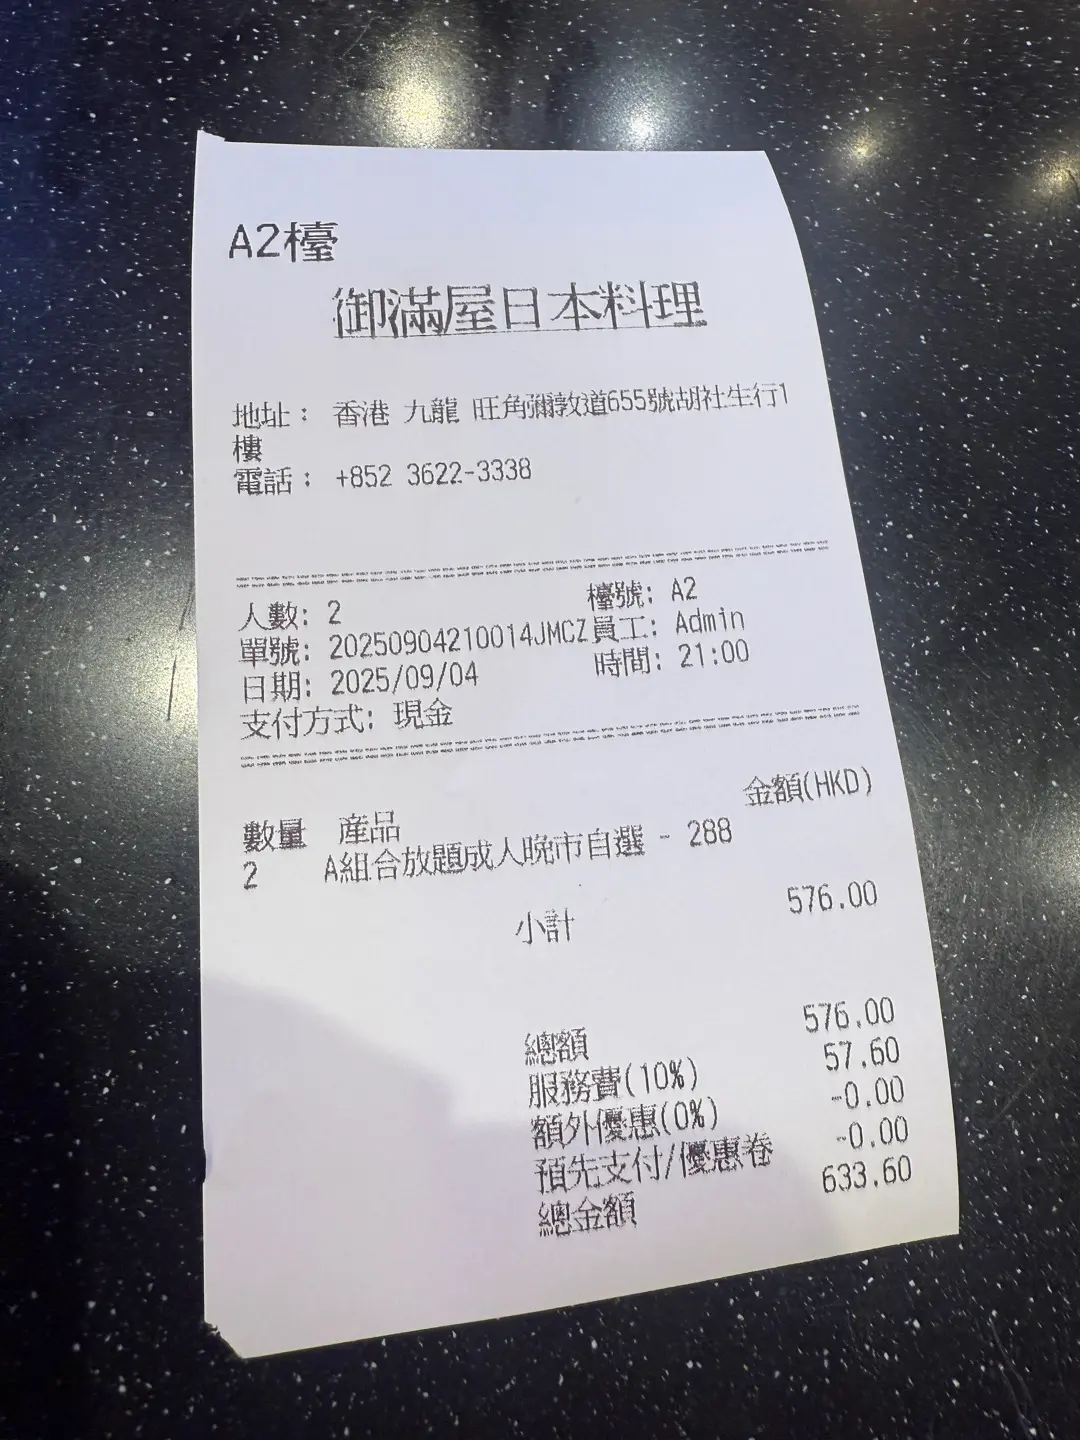 A2檯
御滿屋日本料理
地址： 香港 九龍 旺角彌敦道655號胡社生行1
樓
電話： +852 3622-3338
人數: 2 檯號: A2
單號: 20250904210014JMCZ 員工: Admin
日期: 2025/09/04 時間: 21:00
支付方式: 現金
金額(HKD)
數量 産品
2 A組合放題成人晚市自選 - 288
小計 576.00
總額 576.00
服務費(10%) 57.60
額外優惠(0%) -0.00
預先支付/優惠卷 -0.00
總金額 633.60